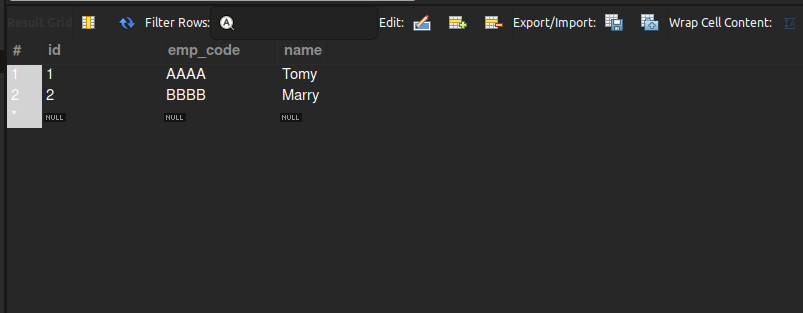 Result Grid Filter Rows: Edit: Export/Import: Wrap Cell Content:
# id emp_code name
1 1 AAAA Tomy
2 2 BBBB Marry
* NULL NULL NULL